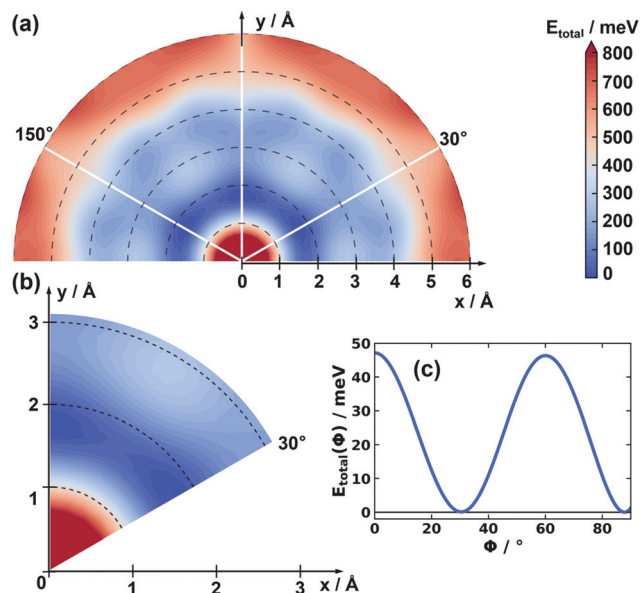 (a)
y / Å
E_total / meV
800
700
600
500
400
300
200
100
0
150°
30°
0 1 2 3 4 5 6
x / Å
(b)
y / Å
3
2
1
0
30°
1 2 3
x / Å
(c)
E_total(Φ) / meV
50
40
30
20
10
0
0 20 40 60 80
Φ / °